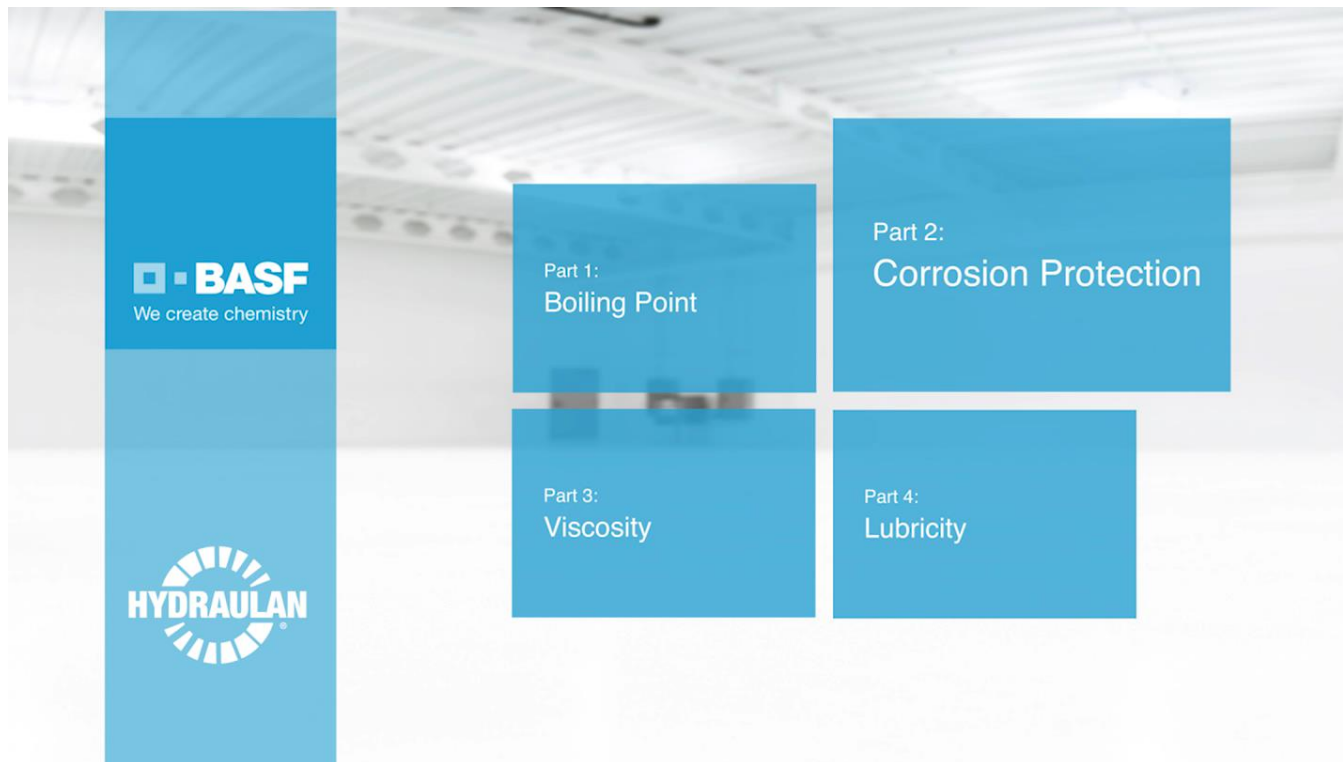 BASF
We create chemistry
HYDRAULAN
®
Part 1:
Boiling Point
Part 2:
Corrosion Protection
Part 3:
Viscosity
Part 4:
Lubricity